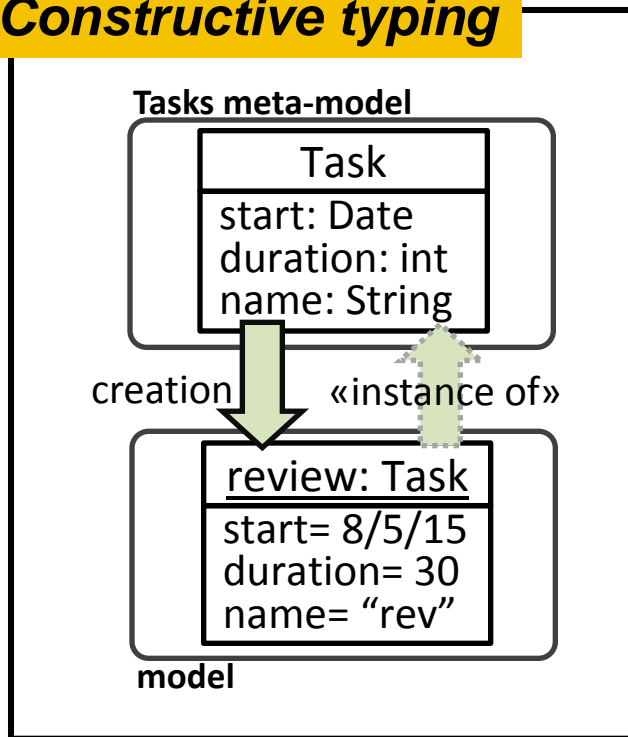 Constructive typing
Tasks meta-model
Task
start: Date
duration: int
name: String
creation
«instance of»
review: Task
start= 8/5/15
duration= 30
name= “rev”
model